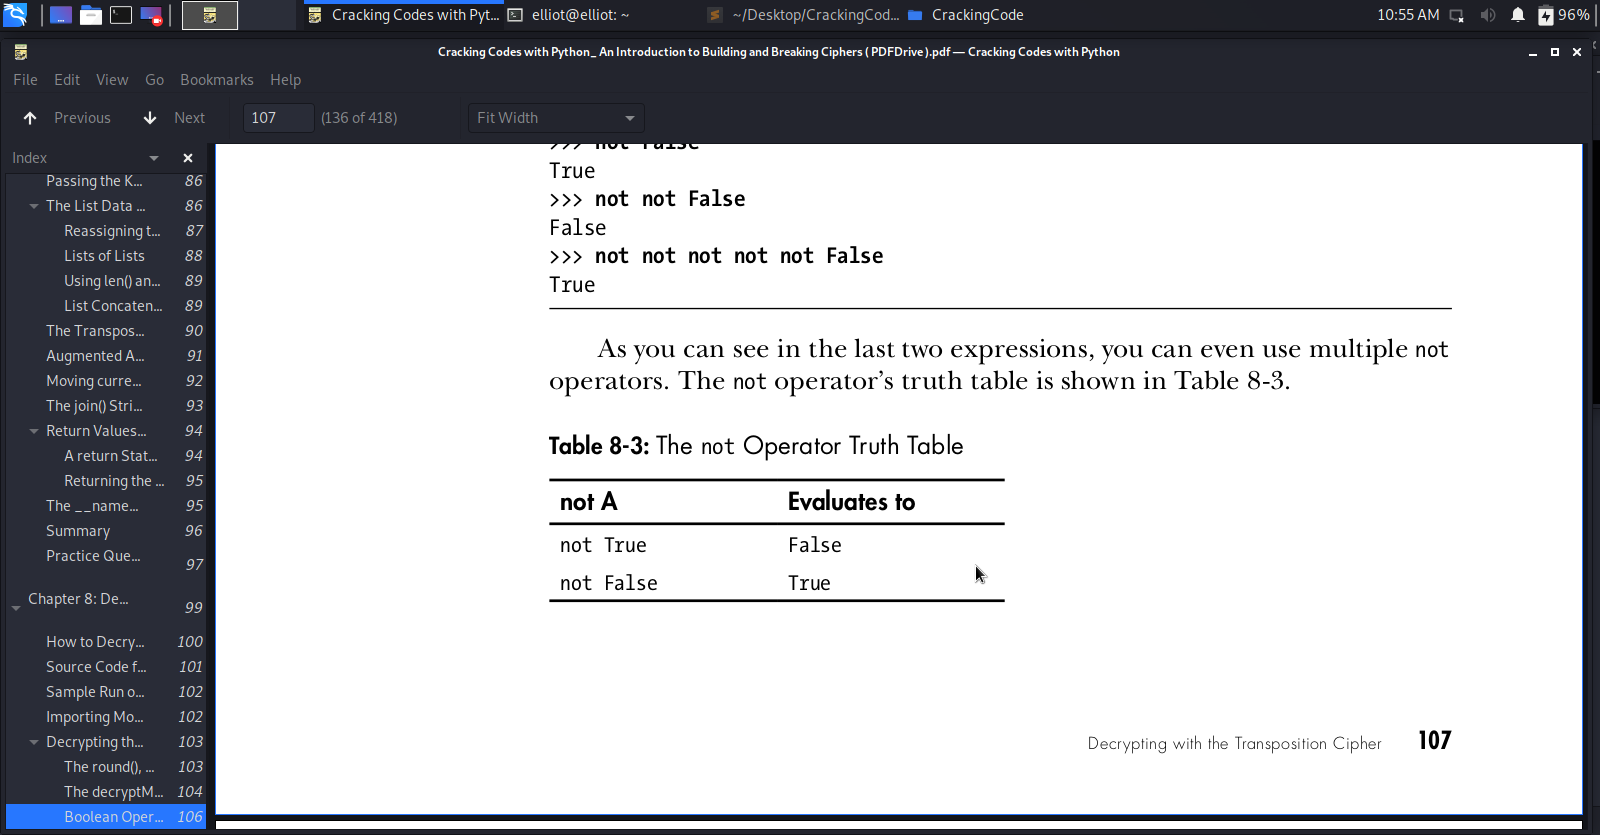 Cracking Codes with Pyt...
elliot@elliot: ~
~/Desktop/CrackingCod...
CrackingCode
10:55 AM
96%
Cracking Codes with Python_ An Introduction to Building and Breaking Ciphers ( PDFDrive ).pdf — Cracking Codes with Python
File Edit View Go Bookmarks Help
Previous Next 107 (136 of 418) Fit Width
Index
Passing the K... 86
The List Data ... 86
Reassigning t... 87
Lists of Lists 88
Using len() an... 89
List Concaten... 89
The Transpos... 90
Augmented A... 91
Moving curre... 92
The join() Stri... 93
Return Values... 94
A return Stat... 94
Returning the ... 95
The __name... 95
Summary 96
Practice Que... 97
Chapter 8: De... 99
How to Decry... 100
Source Code f... 101
Sample Run o... 102
Importing Mo... 102
Decrypting th... 103
The round(), ... 103
The decryptM... 104
Boolean Oper... 106
>>> not False
True
>>> not not False
False
>>> not not not not not False
True
As you can see in the last two expressions, you can even use multiple not
operators. The not operator’s truth table is shown in Table 8-3.
Table 8-3: The not Operator Truth Table
not A Evaluates to
not True False
not False True
Decrypting with the Transposition Cipher 107